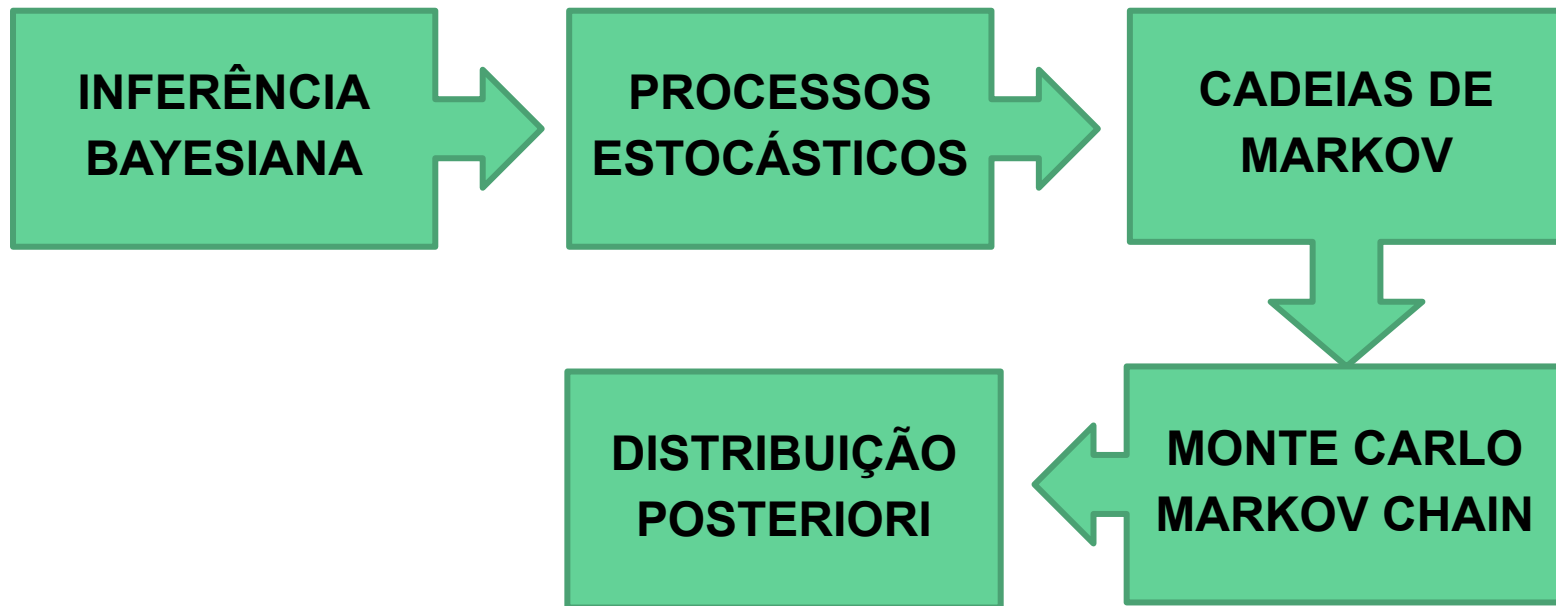 INFERÊNCIA
BAYESIANA
PROCESSOS
ESTOCÁSTICOS
CADEIAS DE
MARKOV
MONTE CARLO
MARKOV CHAIN
DISTRIBUIÇÃO
POSTERIORI